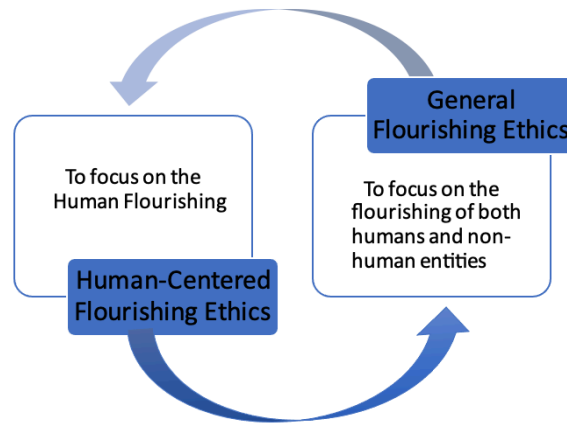 General
Flourishing Ethics
To focus on the
Human Flourishing
To focus on the
flourishing of both
humans and non-
human entities
Human-Centered
Flourishing Ethics